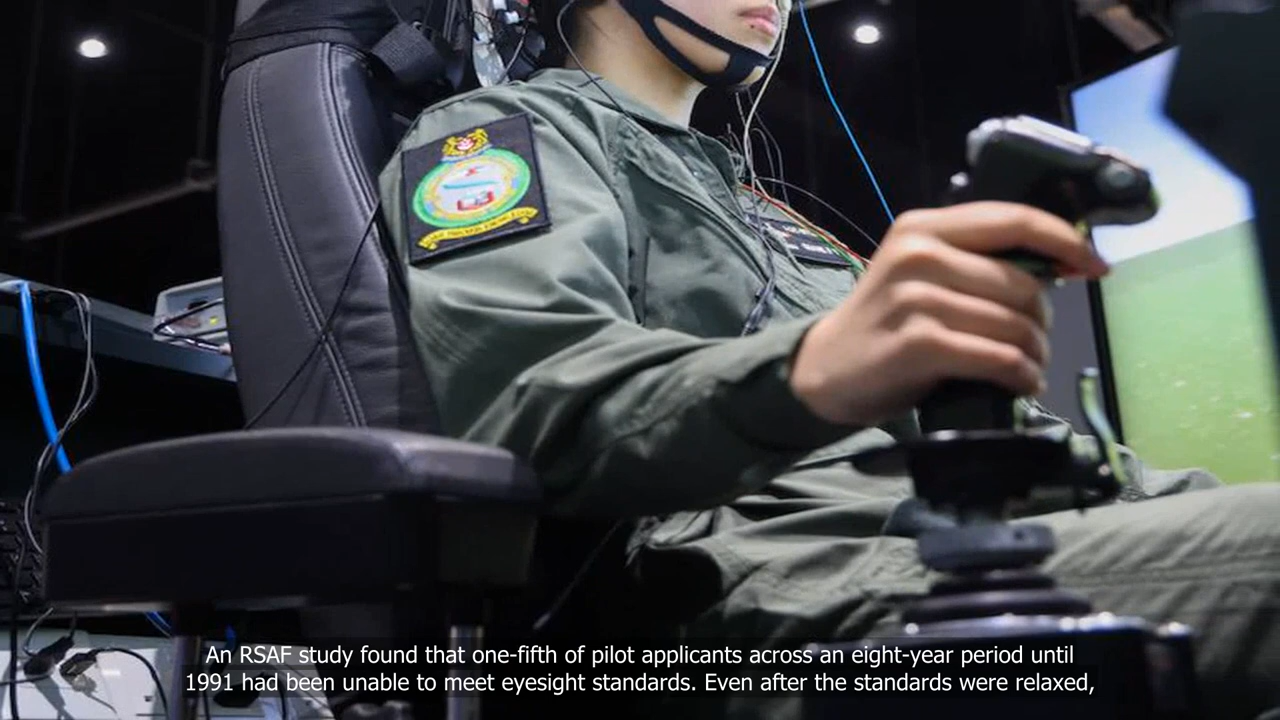 An RSAF study found that one-fifth of pilot applicants across an eight-year period until
1991 had been unable to meet eyesight standards. Even after the standards were relaxed,